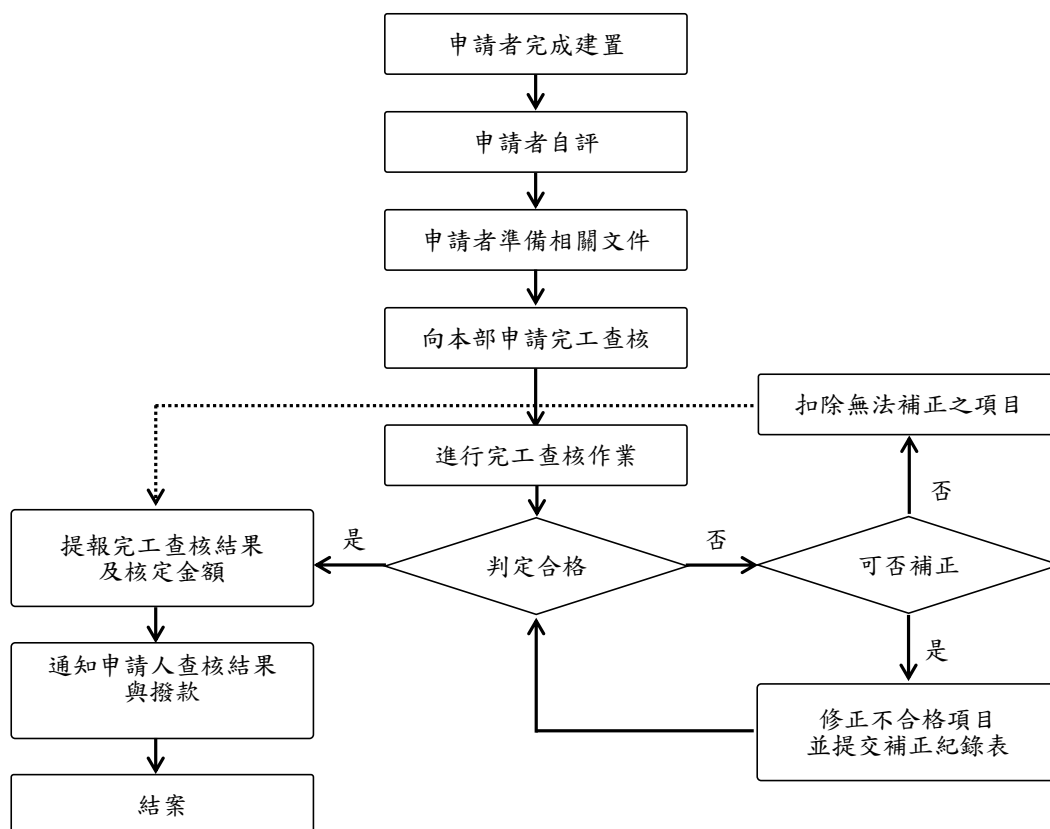 申請者完成建置
申請者自評
申請者準備相關文件
向本部申請完工查核
扣除無法補正之項目
進行完工查核作業
否
提報完工查核結果
及核定金額
是
判定合格
否
可否補正
是
通知申請人查核結果
與撥款
修正不合格項目
並提交補正紀錄表
結案